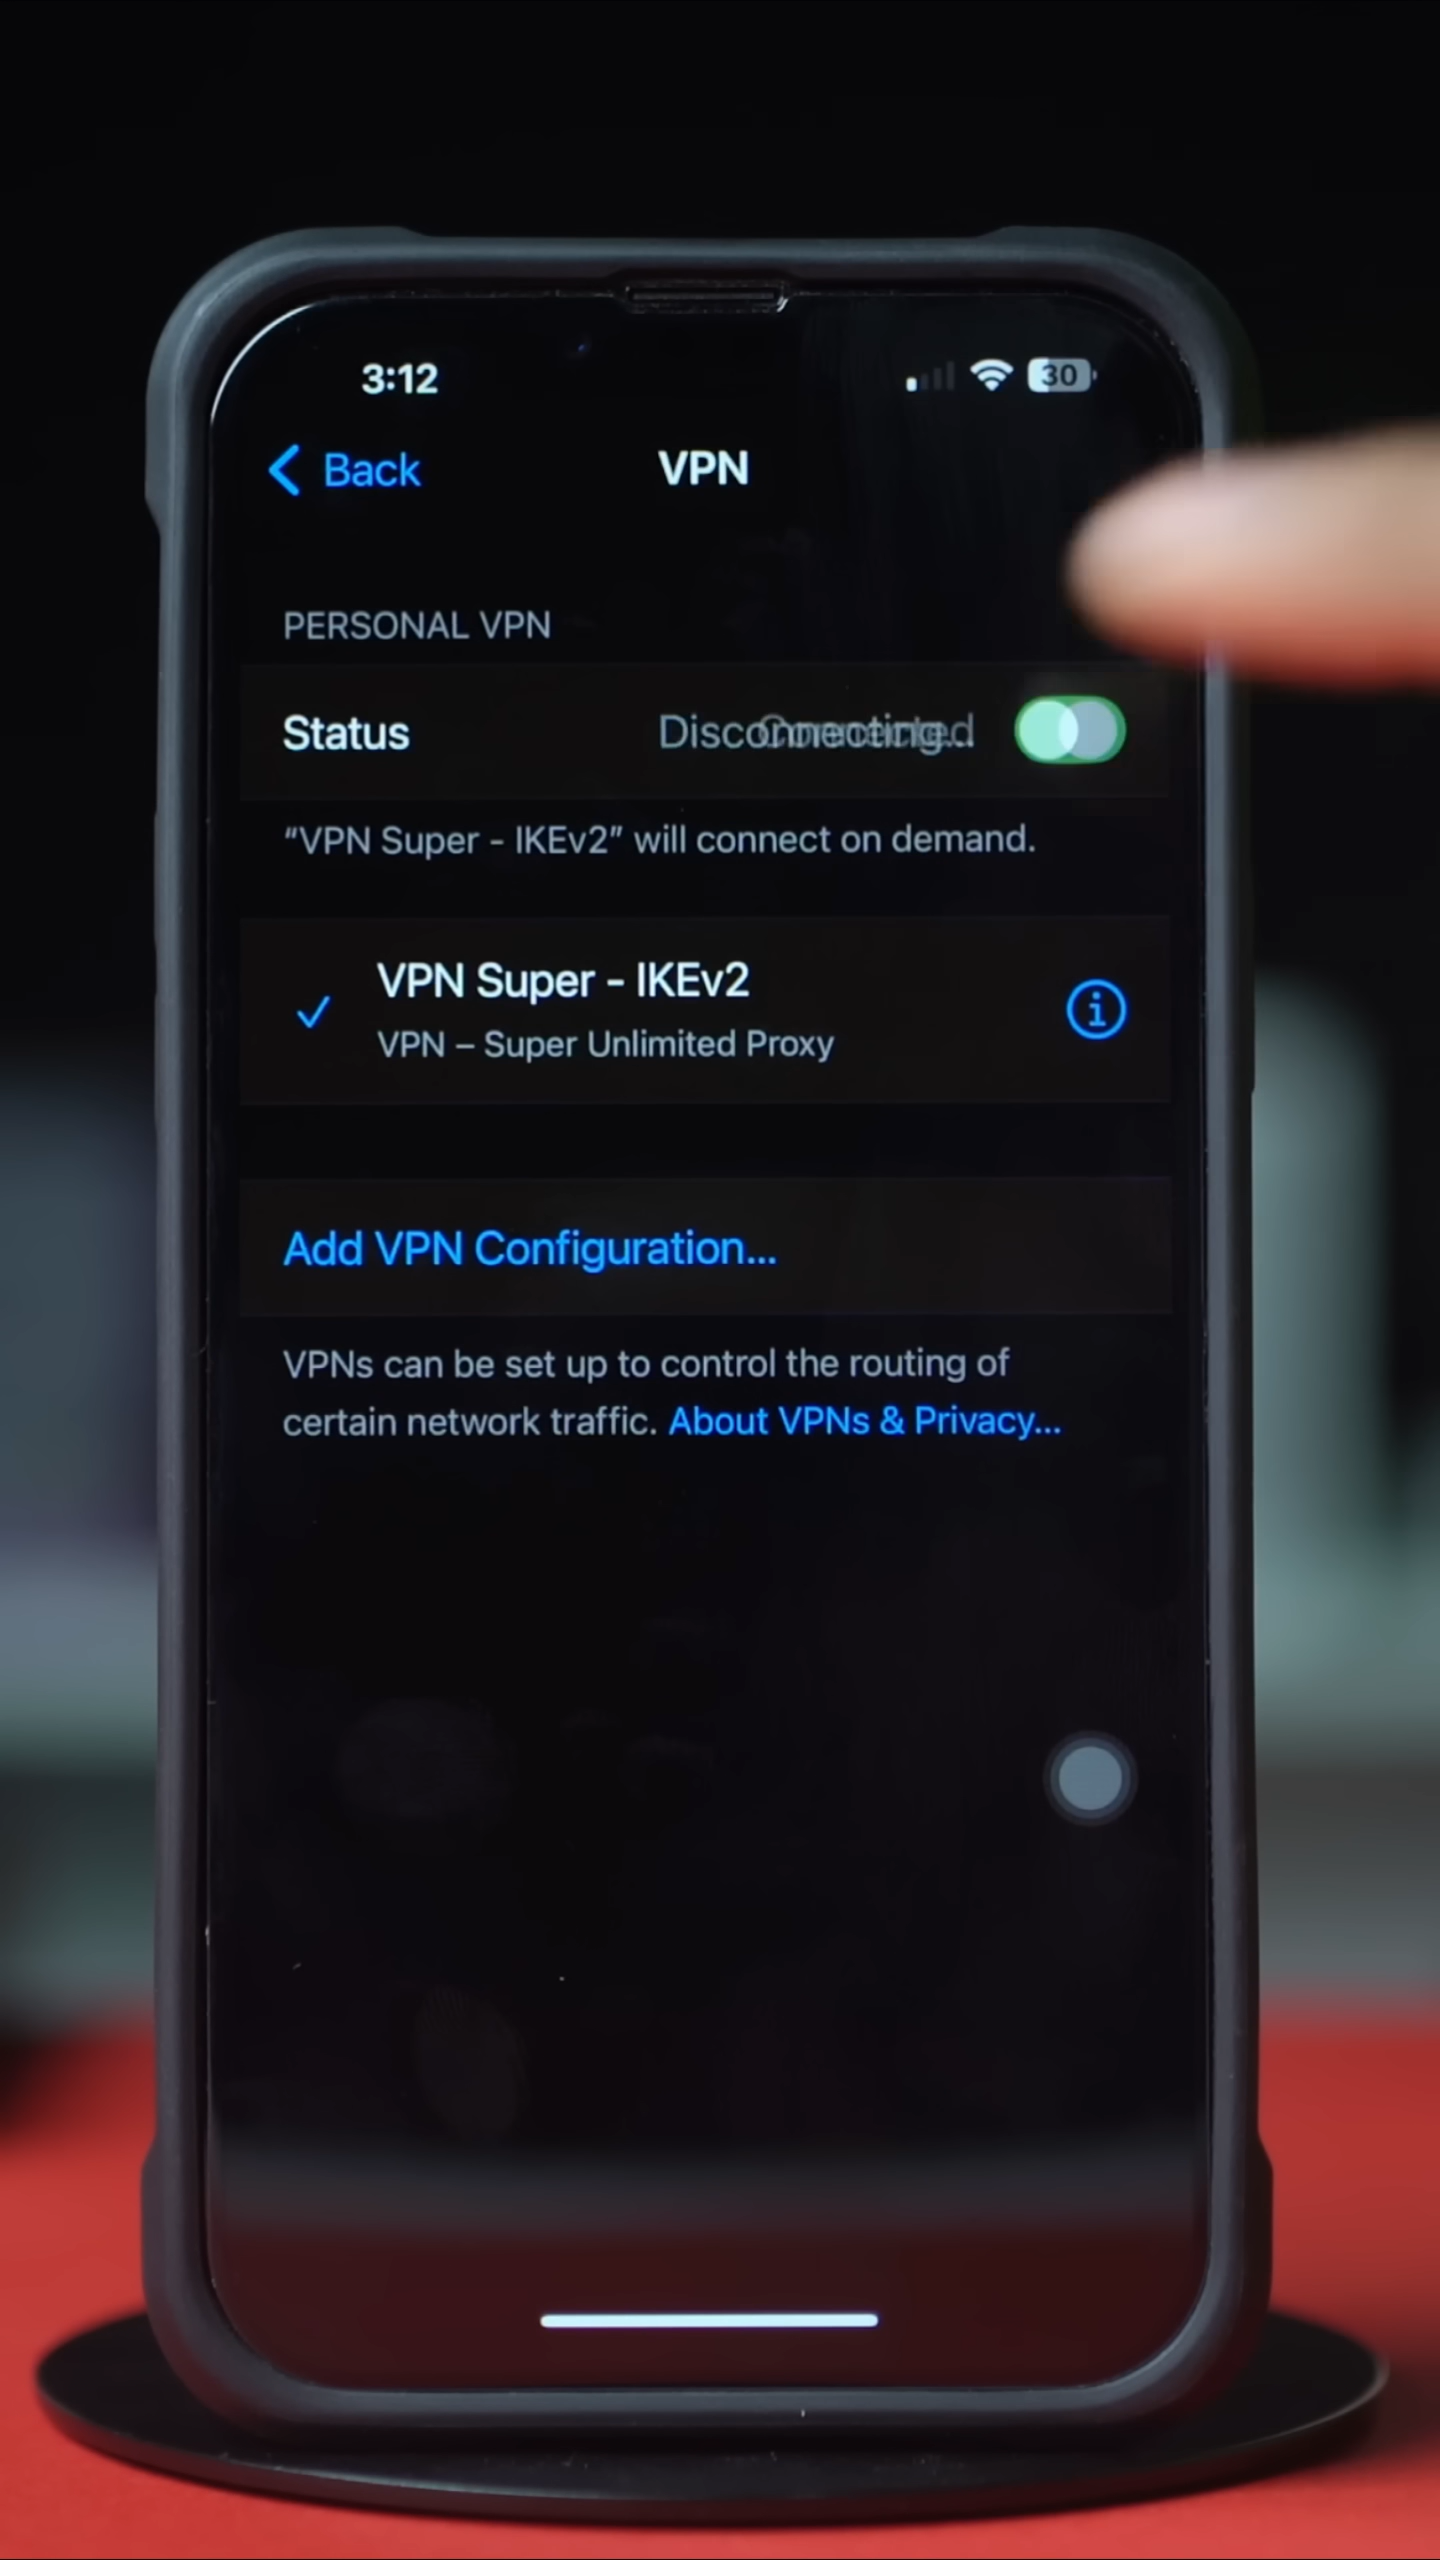 3:12
30
Back
VPN
PERSONAL VPN
Status
"VPN Super - IKEv2" will connect on demand.
VPN Super - IKEv2
VPN – Super Unlimited Proxy
Add VPN Configuration...
VPNs can be set up to control the routing of
certain network traffic. About VPNs & Privacy...